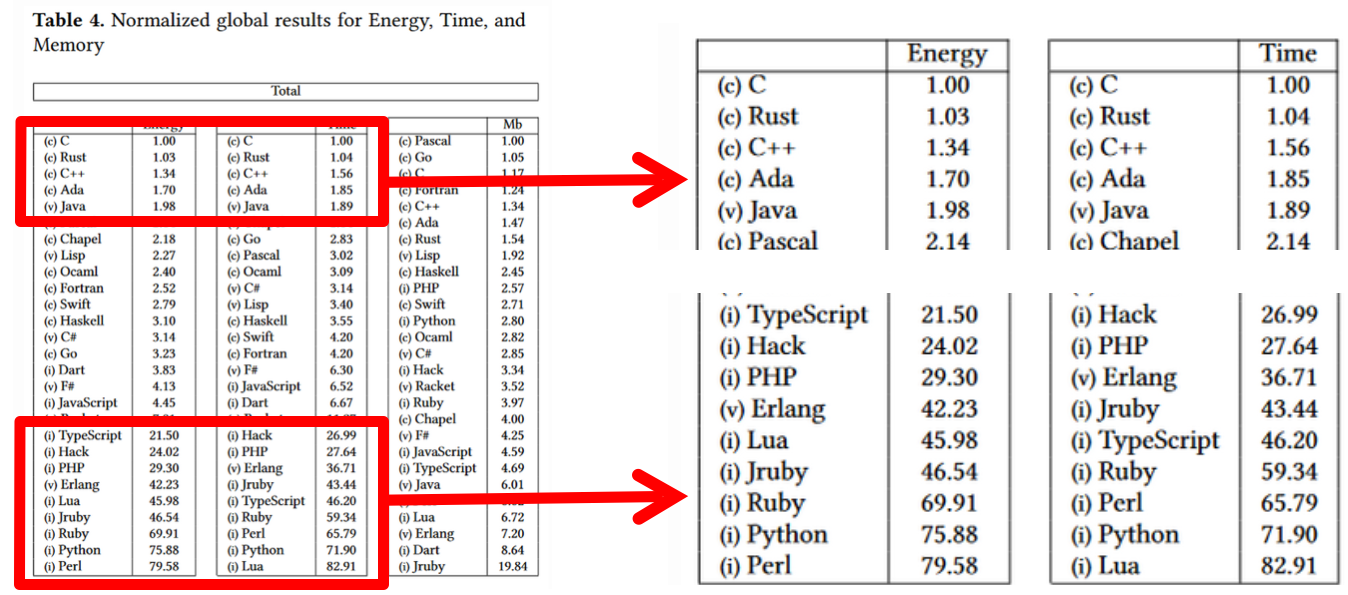 Table 4. Normalized global results for Energy, Time, and
Memory
Total
Mb
(c) C 1.00 (c) C 1.00 (c) Pascal 1.00
(c) Rust 1.03 (c) Rust 1.04 (c) Go 1.05
(c) C++ 1.34 (c) C++ 1.56 (c) C 1.17
(c) Ada 1.70 (c) Ada 1.85 (c) Fortran 1.24
(v) Java 1.98 (v) Java 1.89 (c) C++ 1.34
(c) Ada 1.47
(c) Chapel 2.18 (c) Go 2.83 (c) Rust 1.54
(v) Lisp 2.27 (c) Pascal 3.02 (v) Lisp 1.92
(c) Ocaml 2.40 (c) Ocaml 3.09 (c) Haskell 2.45
(c) Fortran 2.52 (v) C# 3.14 (i) PHP 2.57
(c) Swift 2.79 (v) Lisp 3.40 (c) Swift 2.71
(c) Haskell 3.10 (c) Haskell 3.55 (i) Python 2.80
(v) C# 3.14 (c) Swift 4.20 (c) Ocaml 2.82
(c) Go 3.23 (c) Fortran 4.20 (v) C# 2.85
(i) Dart 3.83 (v) F# 6.30 (i) Hack 3.34
(v) F# 4.13 (i) JavaScript 6.52 (v) Racket 3.52
(i) JavaScript 4.45 (i) Dart 6.67 (i) Ruby 3.97
(c) Chapel 4.00
(i) TypeScript 21.50 (i) Hack 26.99 (v) F# 4.25
(i) Hack 24.02 (i) PHP 27.64 (i) JavaScript 4.59
(i) PHP 29.30 (v) Erlang 36.71 (i) TypeScript 4.69
(v) Erlang 42.23 (i) Jruby 43.44 (v) Java 6.01
(i) Lua 45.98 (i) TypeScript 46.20
(i) Jruby 46.54 (i) Ruby 59.34 (i) Lua 6.72
(i) Ruby 69.91 (i) Perl 65.79 (v) Erlang 7.20
(i) Python 75.88 (i) Python 71.90 (i) Dart 8.64
(i) Perl 79.58 (i) Lua 82.91 (i) Jruby 19.84
Energy Time
(c) C 1.00 (c) C 1.00
(c) Rust 1.03 (c) Rust 1.04
(c) C++ 1.34 (c) C++ 1.56
(c) Ada 1.70 (c) Ada 1.85
(v) Java 1.98 (v) Java 1.89
(c) Pascal 2.14 (c) Chapel 2.14
(i) TypeScript 21.50 (i) Hack 26.99
(i) Hack 24.02 (i) PHP 27.64
(i) PHP 29.30 (v) Erlang 36.71
(v) Erlang 42.23 (i) Jruby 43.44
(i) Lua 45.98 (i) TypeScript 46.20
(i) Jruby 46.54 (i) Ruby 59.34
(i) Ruby 69.91 (i) Perl 65.79
(i) Python 75.88 (i) Python 71.90
(i) Perl 79.58 (i) Lua 82.91